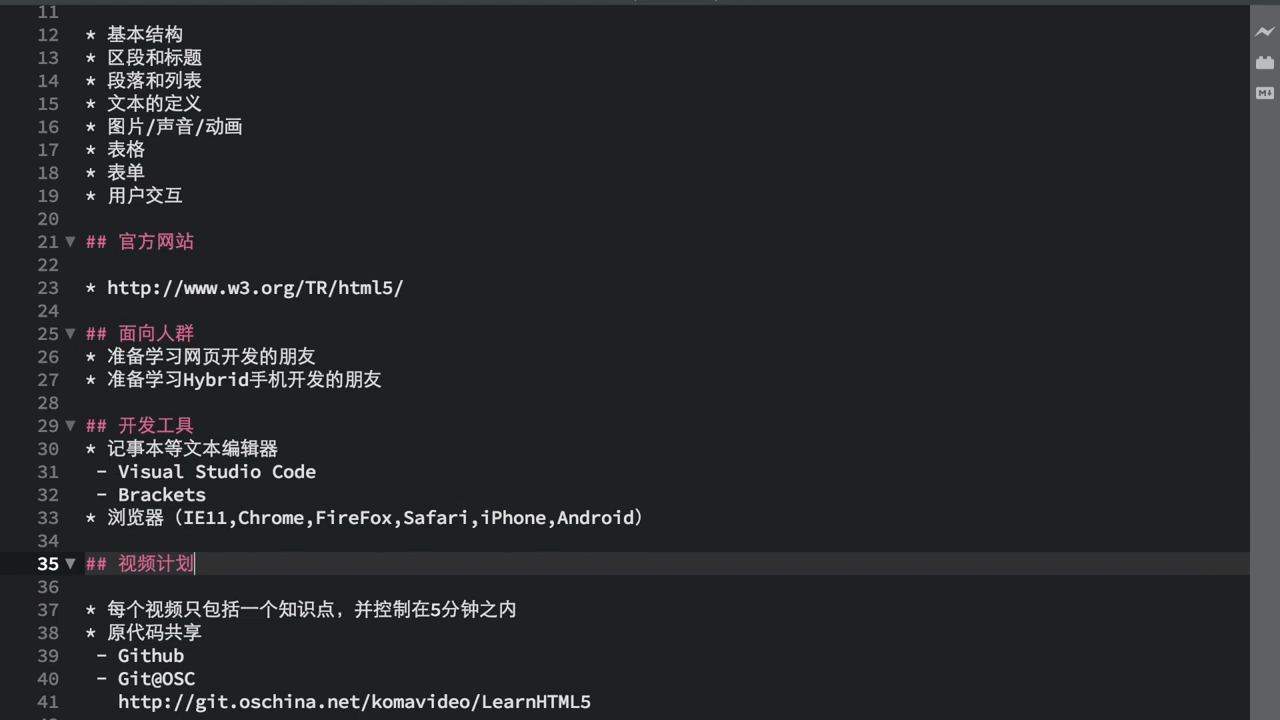 11
12 * 基本结构
13 * 区段和标题
14 * 段落和列表
15 * 文本的定义
16 * 图片/声音/动画
17 * 表格
18 * 表单
19 * 用户交互
20
21 ## 官方网站
22
23 * http://www.w3.org/TR/html5/
24
25 ## 面向人群
26 * 准备学习网页开发的朋友
27 * 准备学习Hybrid手机开发的朋友
28
29 ## 开发工具
30 * 记事本等文本编辑器
31 - Visual Studio Code
32 - Brackets
33 * 浏览器（IE11,Chrome,FireFox,Safari,iPhone,Android）
34
35 ## 视频计划
36
37 * 每个视频只包括一个知识点，并控制在5分钟之内
38 * 原代码共享
39 - Github
40 - Git@OSC
41 http://git.oschina.net/komavideo/LearnHTML5
M↓